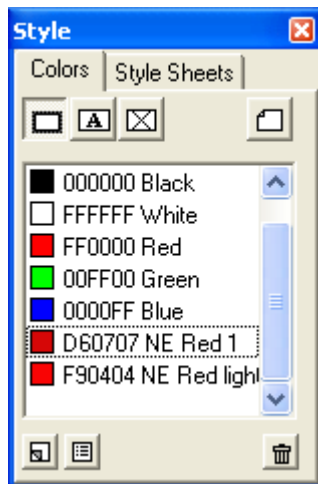 Style
Colors Style Sheets
A
000000 Black
FFFFFF White
FF0000 Red
00FF00 Green
0000FF Blue
D60707 NE Red 1
F90404 NE Red ligh